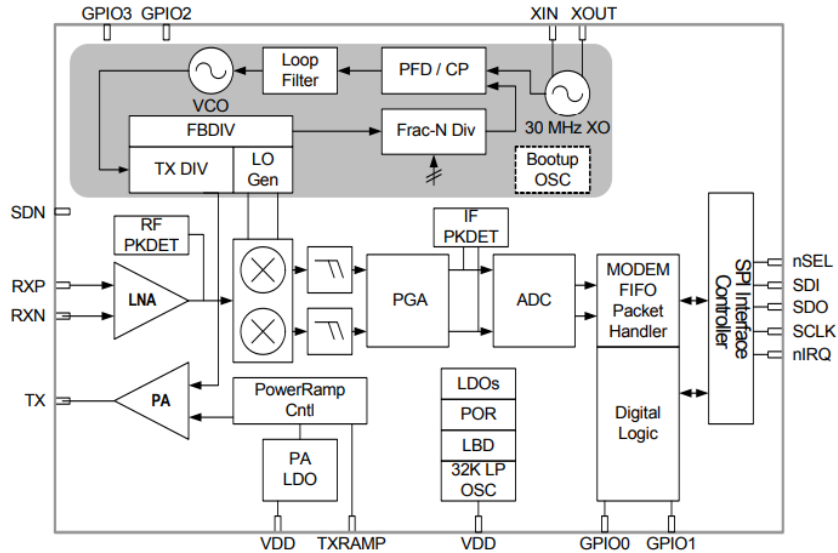 GPIO3
GPIO2
XIN
XOUT
VCO
Loop
Filter
PFD / CP
30 MHz XO
FBDIV
Frac-N Div
TX DIV
LO
Gen
Bootup
OSC
SDN
RF
PKDET
IF
PKDET
RXP
RXN
LNA
PGA
ADC
MODEM
FIFO
Packet
Handler
SPI Interface
Controller
nSEL
SDI
SDO
SCLK
nIRQ
TX
PA
PowerRamp
Cntl
PA
LDO
LDOs
POR
LBD
32K LP
OSC
Digital
Logic
VDD
TXRAMP
VDD
GPIO0
GPIO1